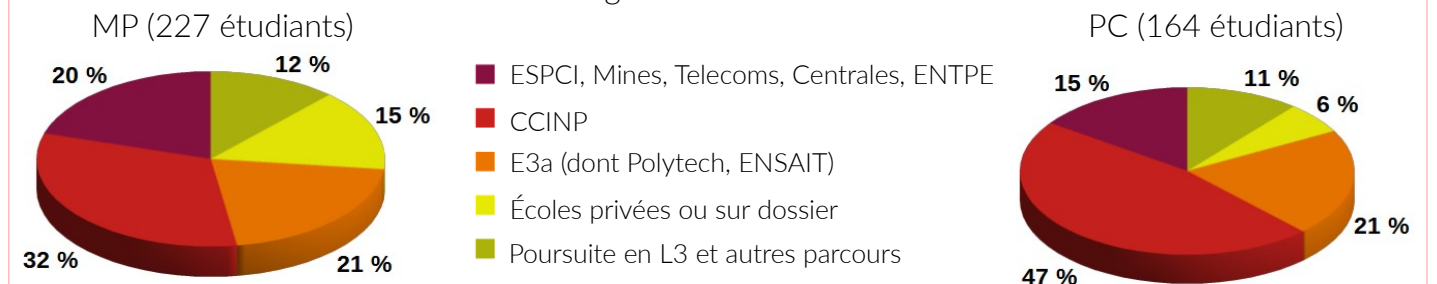 MP (227 étudiants)
20 %
12 %
15 %
32 %
21 %
ESPCI, Mines, Telecoms, Centrales, ENTPE
CCINP
E3a (dont Polytech, ENSAIT)
Écoles privées ou sur dossier
Poursuite en L3 et autres parcours
PC (164 étudiants)
15 %
11 %
6 %
21 %
47 %